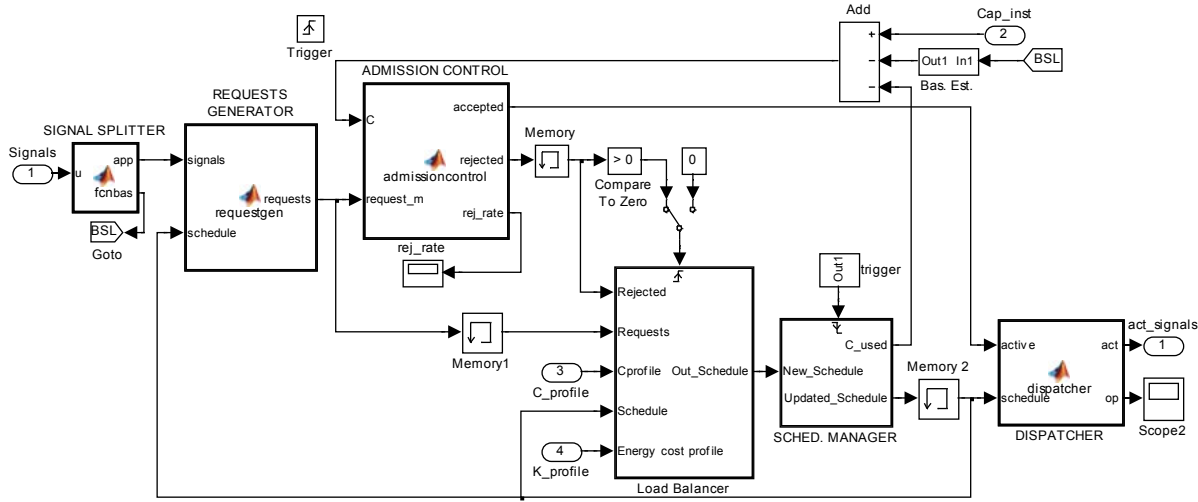 Add
Cap_inst
2
+
−
−
Out1 In1
BSL
Bas. Est.
Trigger
ADMISSION CONTROL
C
accepted
rejected
admissioncontrol
request_m
rej_rate
REQUESTS
GENERATOR
signals
requests
requestgen
schedule
SIGNAL SPLITTER
Signals
1
u
app
fcn
bas
BSL
Goto
Memory
> 0
Compare
To Zero
0
rej_rate
Memory1
Rejected
Requests
Cprofile
Out_Schedule
Schedule
Energy cost profile
Load Balancer
3
C_profile
4
K_profile
Out1
trigger
C_used
New_Schedule
Updated_Schedule
SCHED. MANAGER
Memory 2
active
act
dispatcher
schedule
op
DISPATCHER
act_signals
1
Scope2